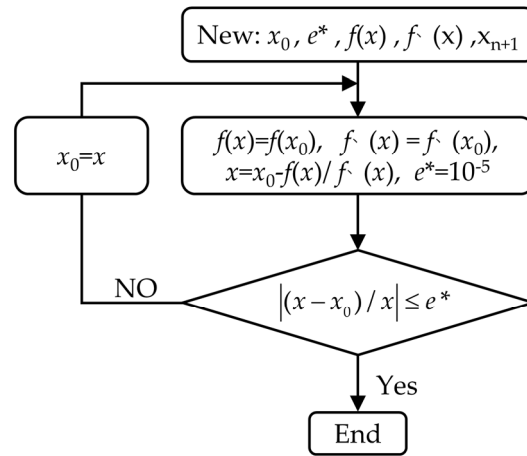 New: x₀, e*, f(x), f` (x), xₙ₊₁
f(x)=f(x₀), f` (x) = f` (x₀),
x=x₀-f(x)/ f` (x), e*=10⁻⁵
x₀=x
NO
|(x − x₀) / x| ≤ e*
Yes
End